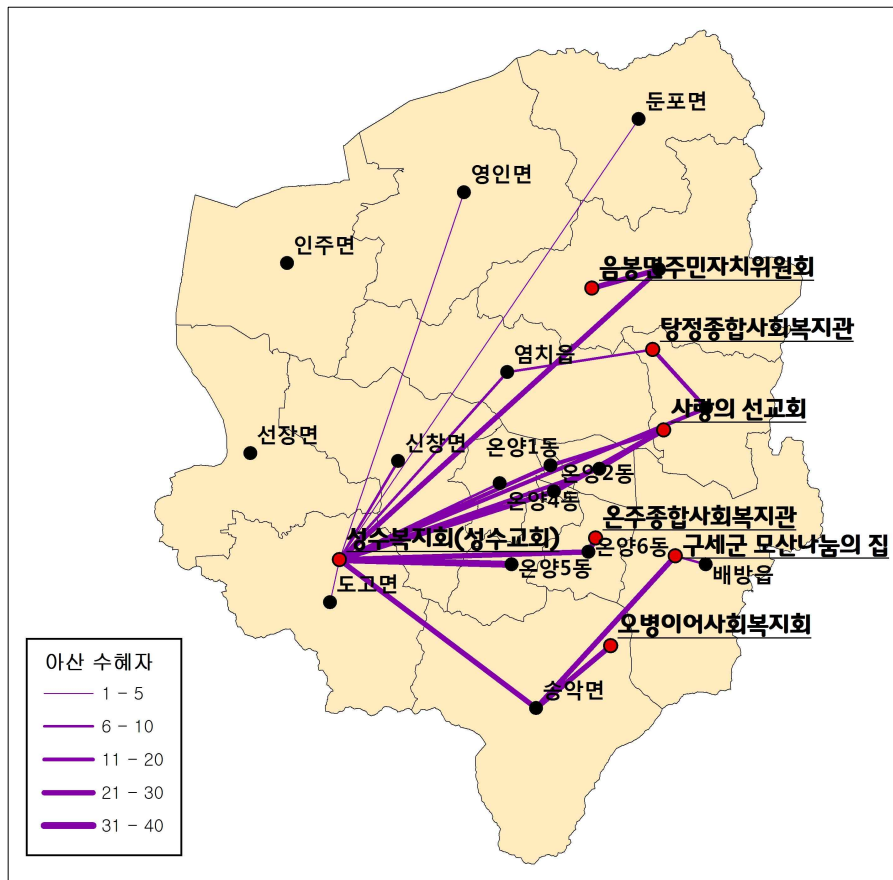 둔포면
영인면
인주면
음봉면주민자치위원회
탕정종합사회복지관
염치읍
사랑의 선교회
선장면
신창면
온양1동
온양2동
온양4동
온주종합사회복지관
성수복지회(성수교회)
온양6동
구세군 모산나눔의 집
온양5동
배방읍
도고면
오병이어사회복지회
송악면
아산 수혜자
1 - 5
6 - 10
11 - 20
21 - 30
31 - 40